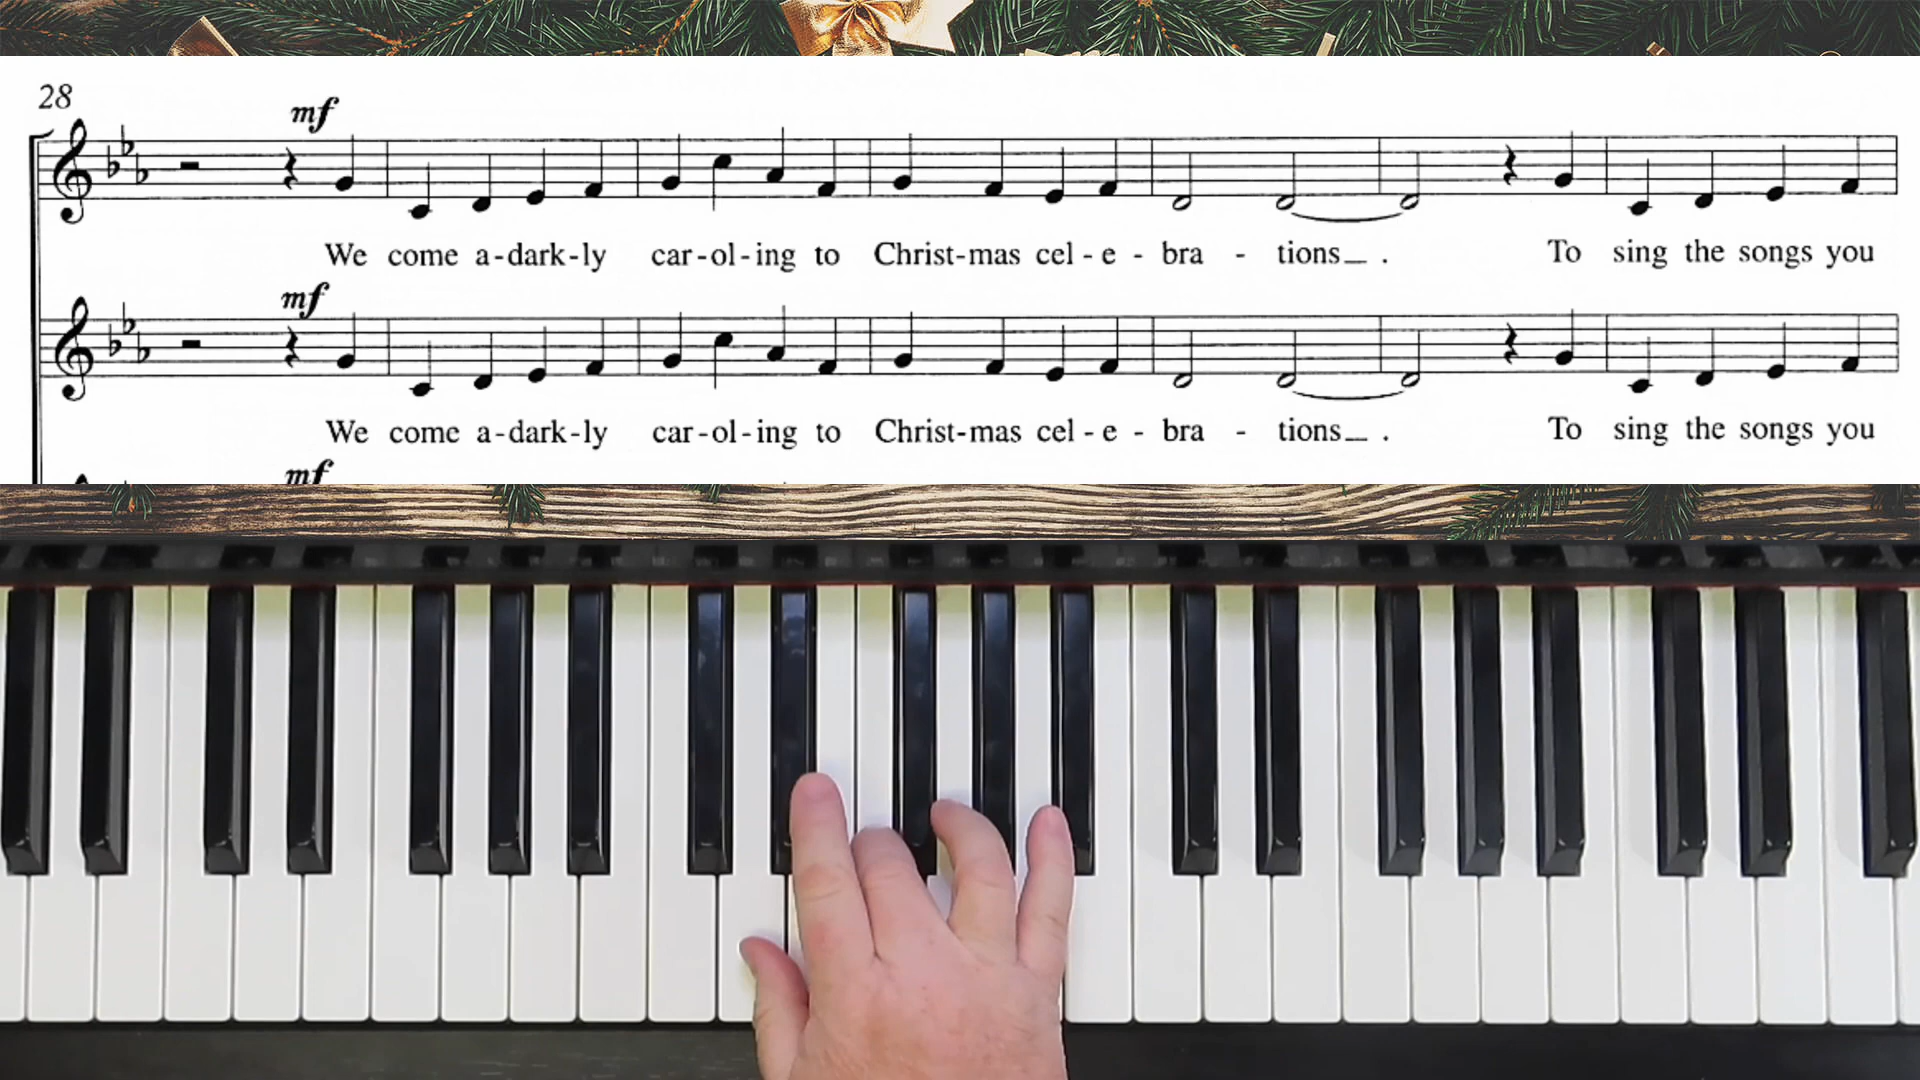 28
mf
We come a-dark-ly car-ol-ing to Christ-mas cel-e-bra-tions_. To sing the songs you
mf
We come a-dark-ly car-ol-ing to Christ-mas cel-e-bra-tions_. To sing the songs you
mf